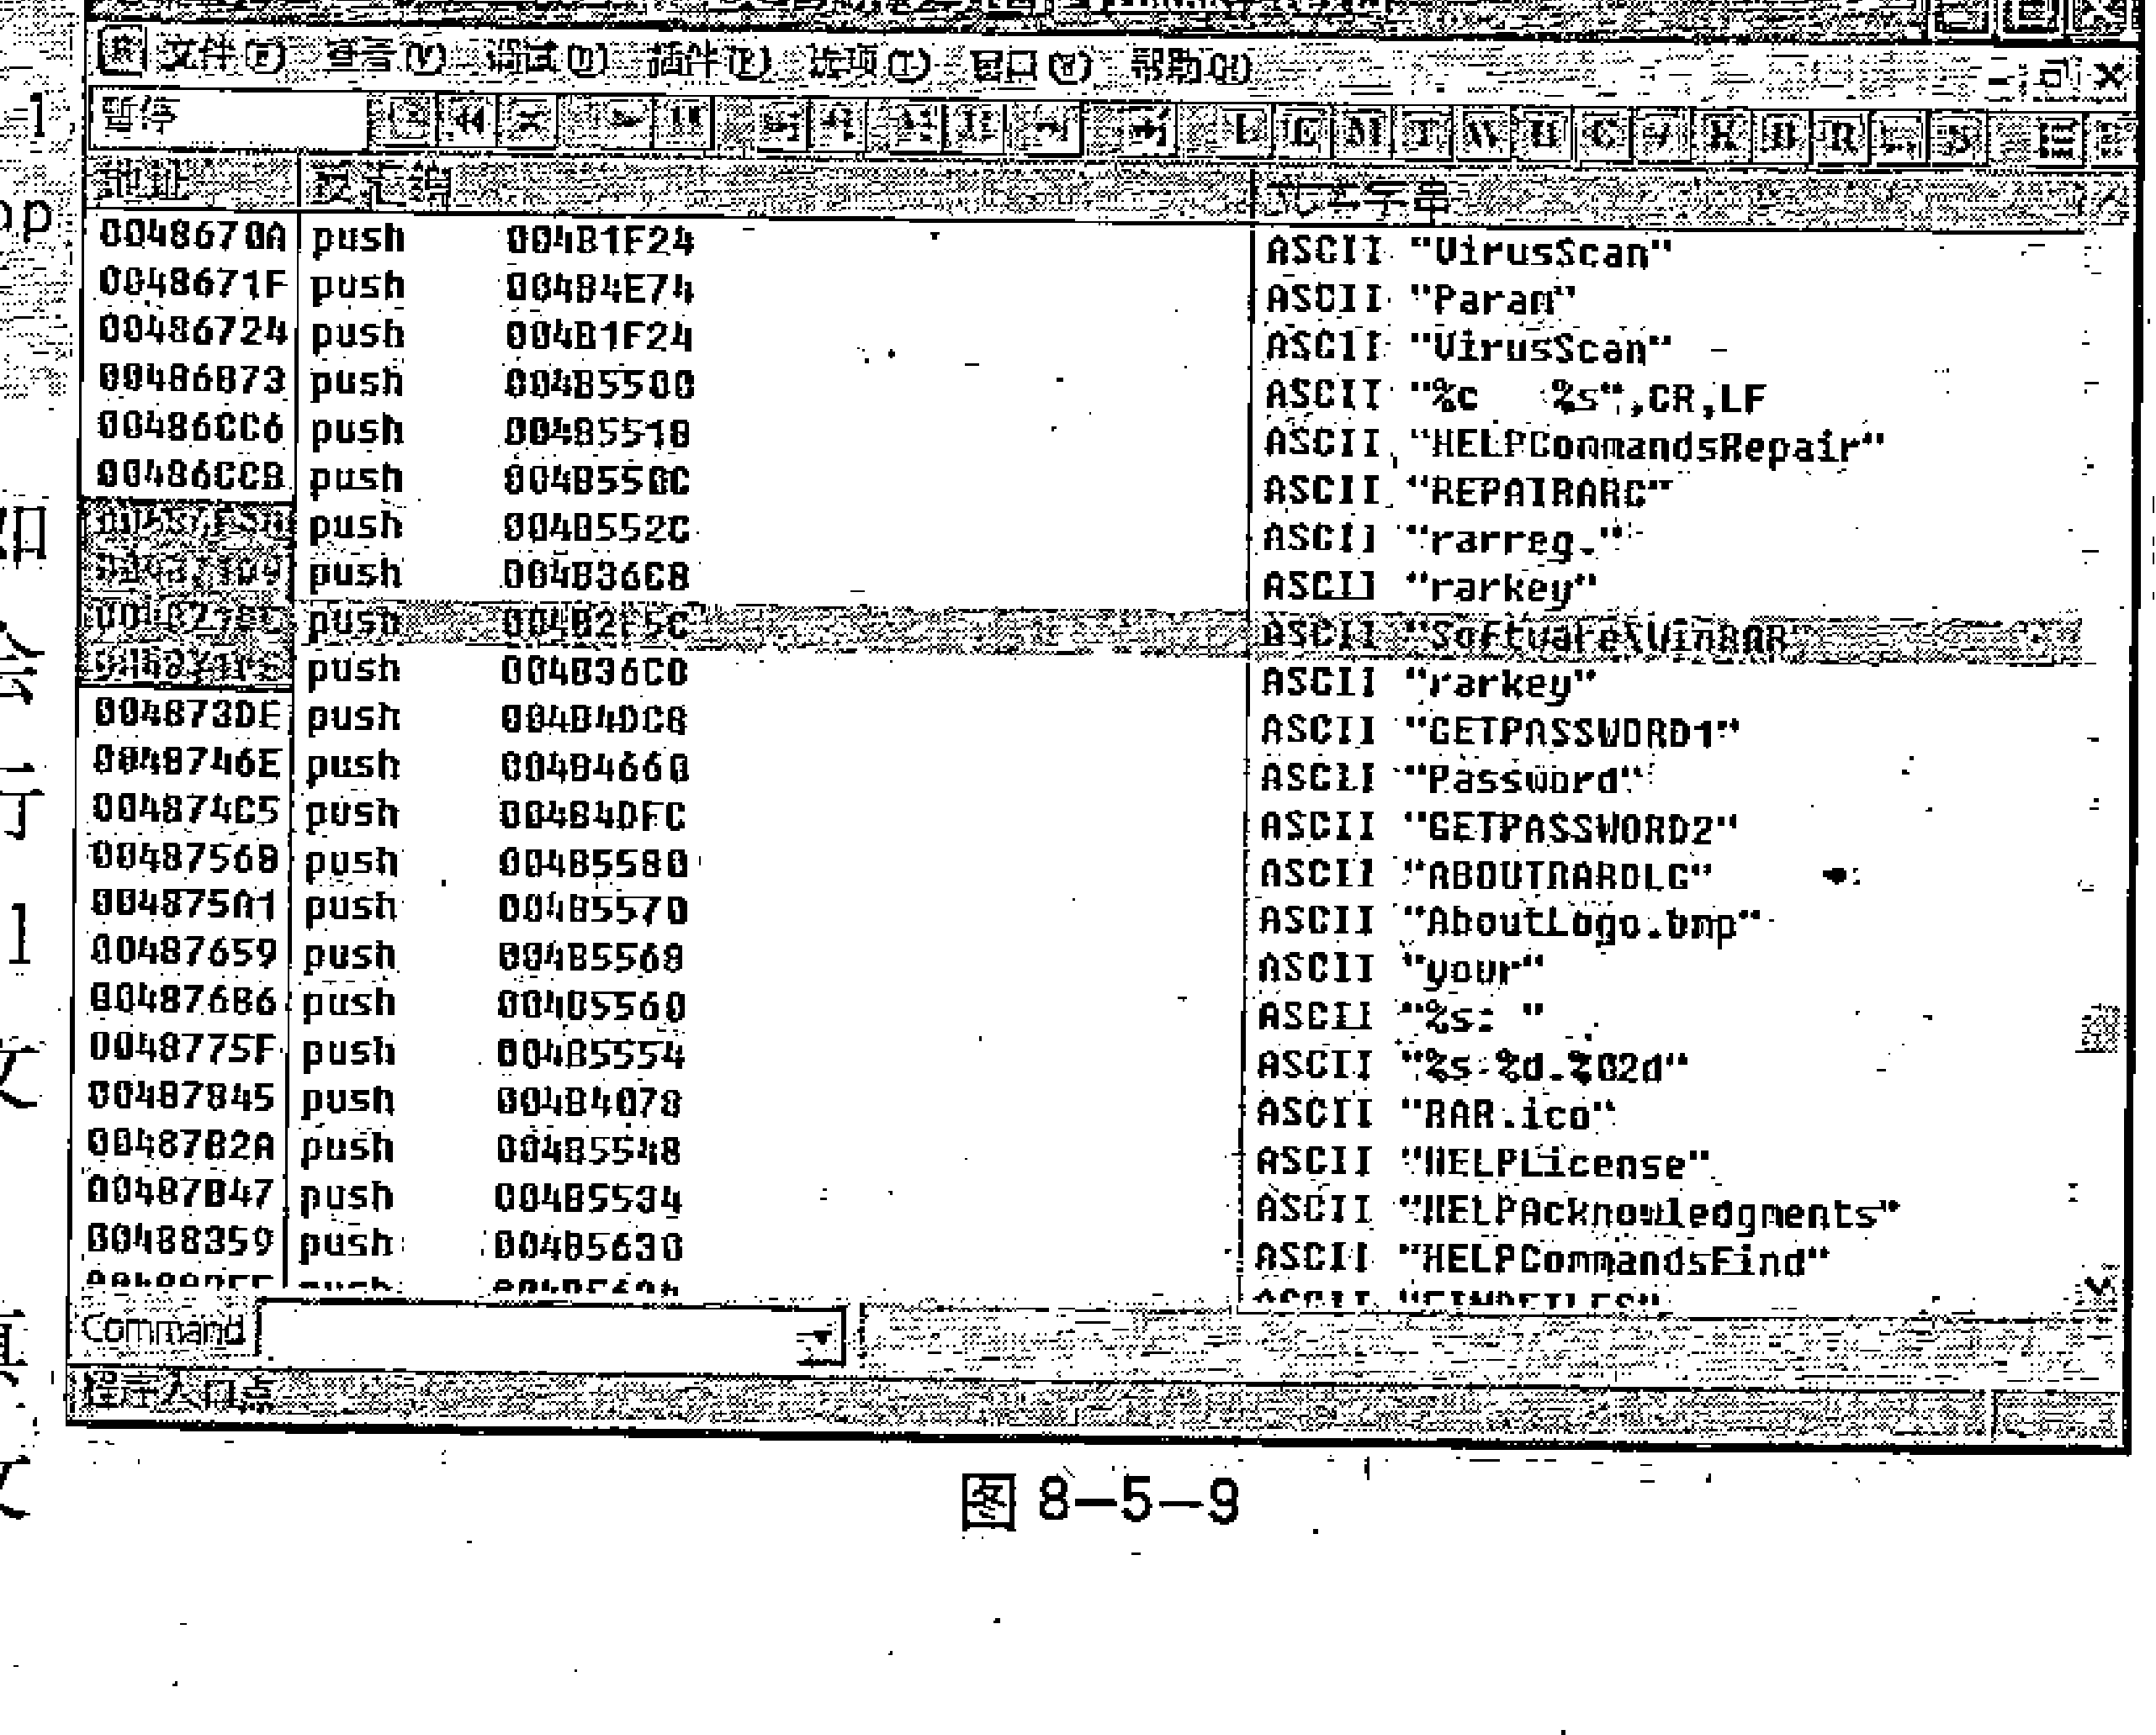 文件(F) 查看(V) 调试(D) 插件(P) 选项(T) 窗口(W) 帮助(H)
暂停
地址 反汇编 文本字串
0048670A push 004B1F24 ASCII "VirusScan"
0048671F push 004B4E74 ASCII "Param"
00486724 push 004B1F24 ASCII "VirusScan"
00486873 push 004B5500 ASCII "%c %s",CR,LF
00486CC6 push 004B5518 ASCII "HELPCommandsRepair"
00486CCB push 004B550C ASCII "REPAIRARC"
push 004B552C ASCII "rarreg."
push 004B36C8 ASCII "rarkey"
push 004B2F5C ASCII "Software\WinRAR"
push 004B36C0 ASCII "rarkey"
004873DE push 004B4DC8 ASCII "GETPASSWORD1"
0048746E push 004B4660 ASCII "Password"
004874C5 push 004B4DFC ASCII "GETPASSWORD2"
00487568 push 004B5580 ASCII "ABOUTRARDLG"
004875A1 push 004B5570 ASCII "AboutLogo.bmp"
00487659 push 004B5568 ASCII "your"
00487686 push 004B5560 ASCII "%s: "
0048775F push 004B5554 ASCII "%s %d.%02d"
00487845 push 004B4078 ASCII "RAR.ico"
00487B2A push 004B5548 ASCII "HELPLicense"
00487B47 push 004B5534 ASCII "HELPAcknowledgments"
00488359 push 004B5630 ASCII "HELPCommandsFind"
push ASCII "FINDFILES"
Command
程序入口点
图 8-5-9